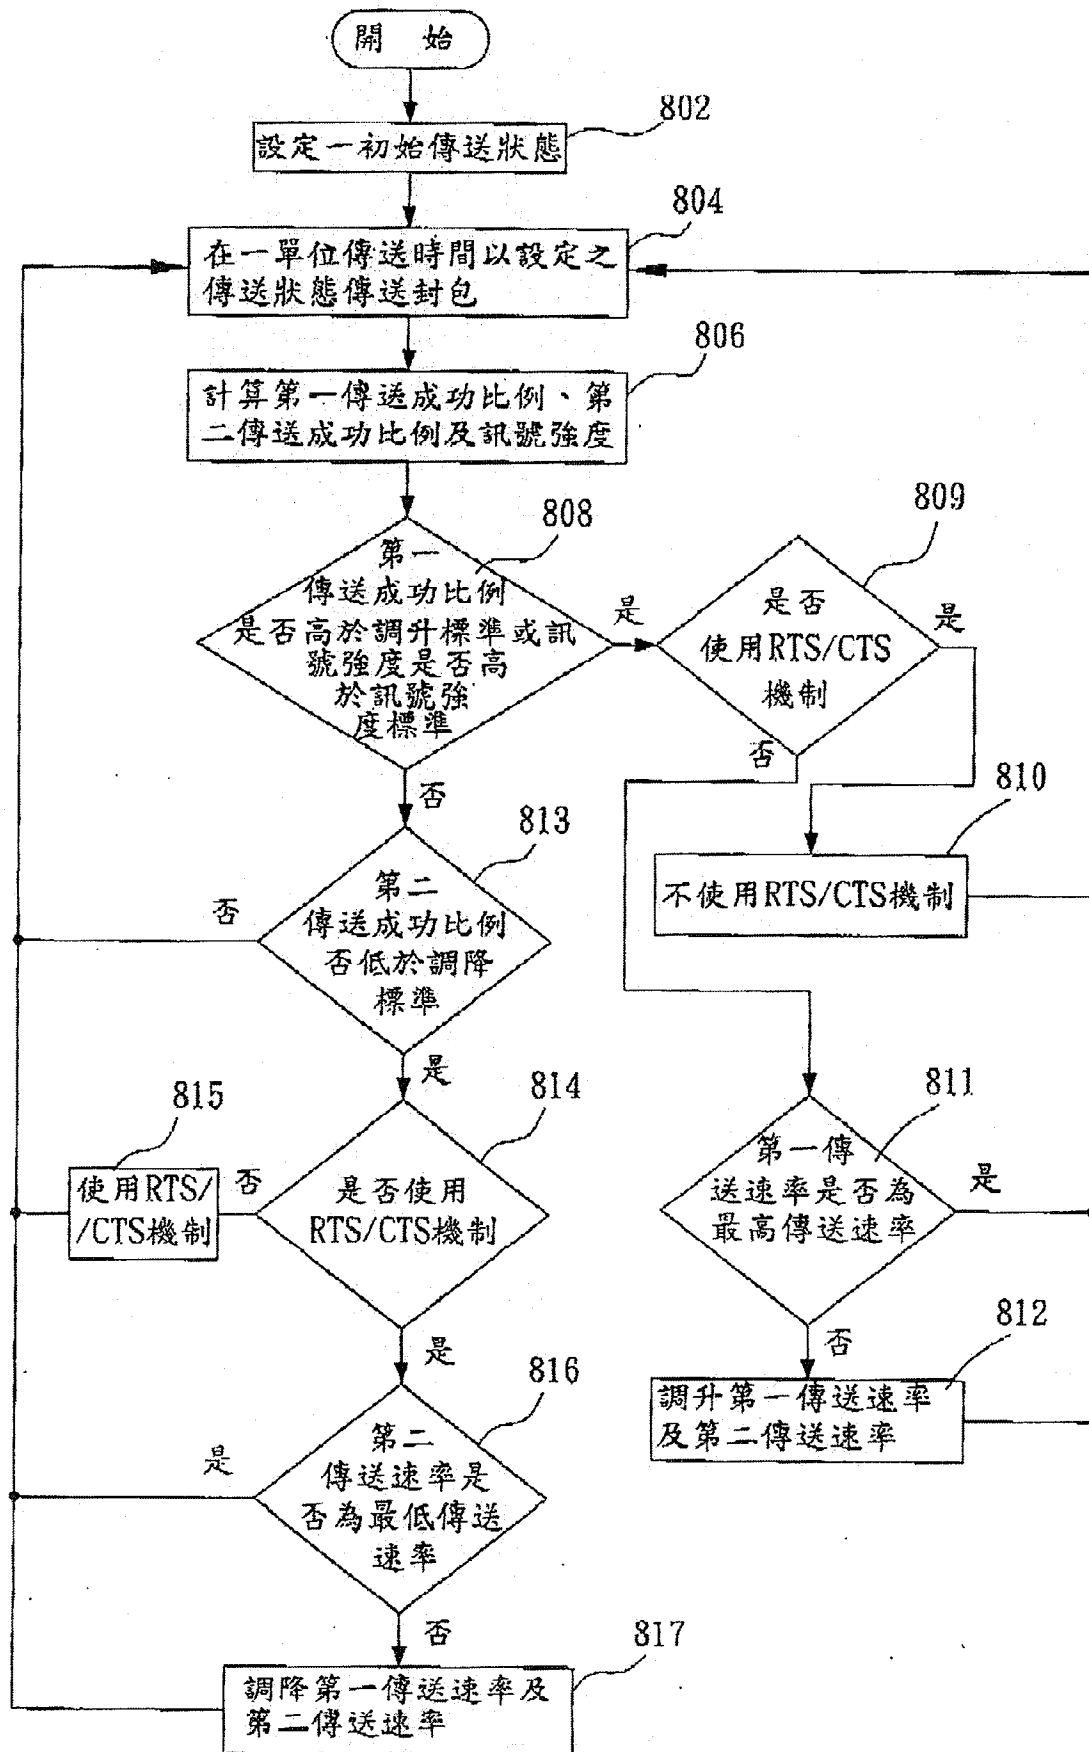 開 始
802
設定一初始傳送狀態
804
在一單位傳送時間以設定之
傳送狀態傳送封包
806
計算第一傳送成功比例、第
二傳送成功比例及訊號強度
808
第一
傳送成功比例
是否高於調升標準或訊
號強度是否高
於訊號強
度標準
是
否
809
是否
使用RTS/CTS
機制
是
否
810
不使用RTS/CTS機制
813
第二
傳送成功比例
否低於調降
標準
否
是
811
第一傳
送速率是否為
最高傳送速率
是
否
814
是否使用
RTS/CTS機制
否
是
815
使用RTS/
/CTS機制
812
調升第一傳送速率
及第二傳送速率
816
第二
傳送速率是
否為最低傳送
速率
是
否
817
調降第一傳送速率及
第二傳送速率